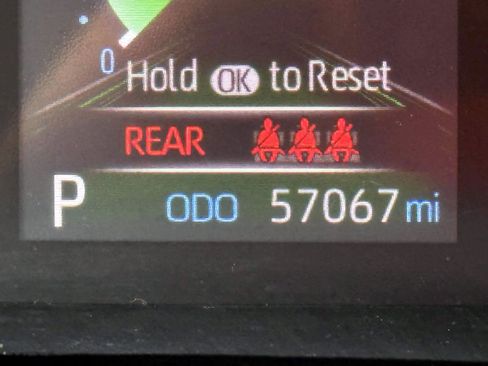 0
Hold OK to Reset
REAR
P ODO 57067 mi